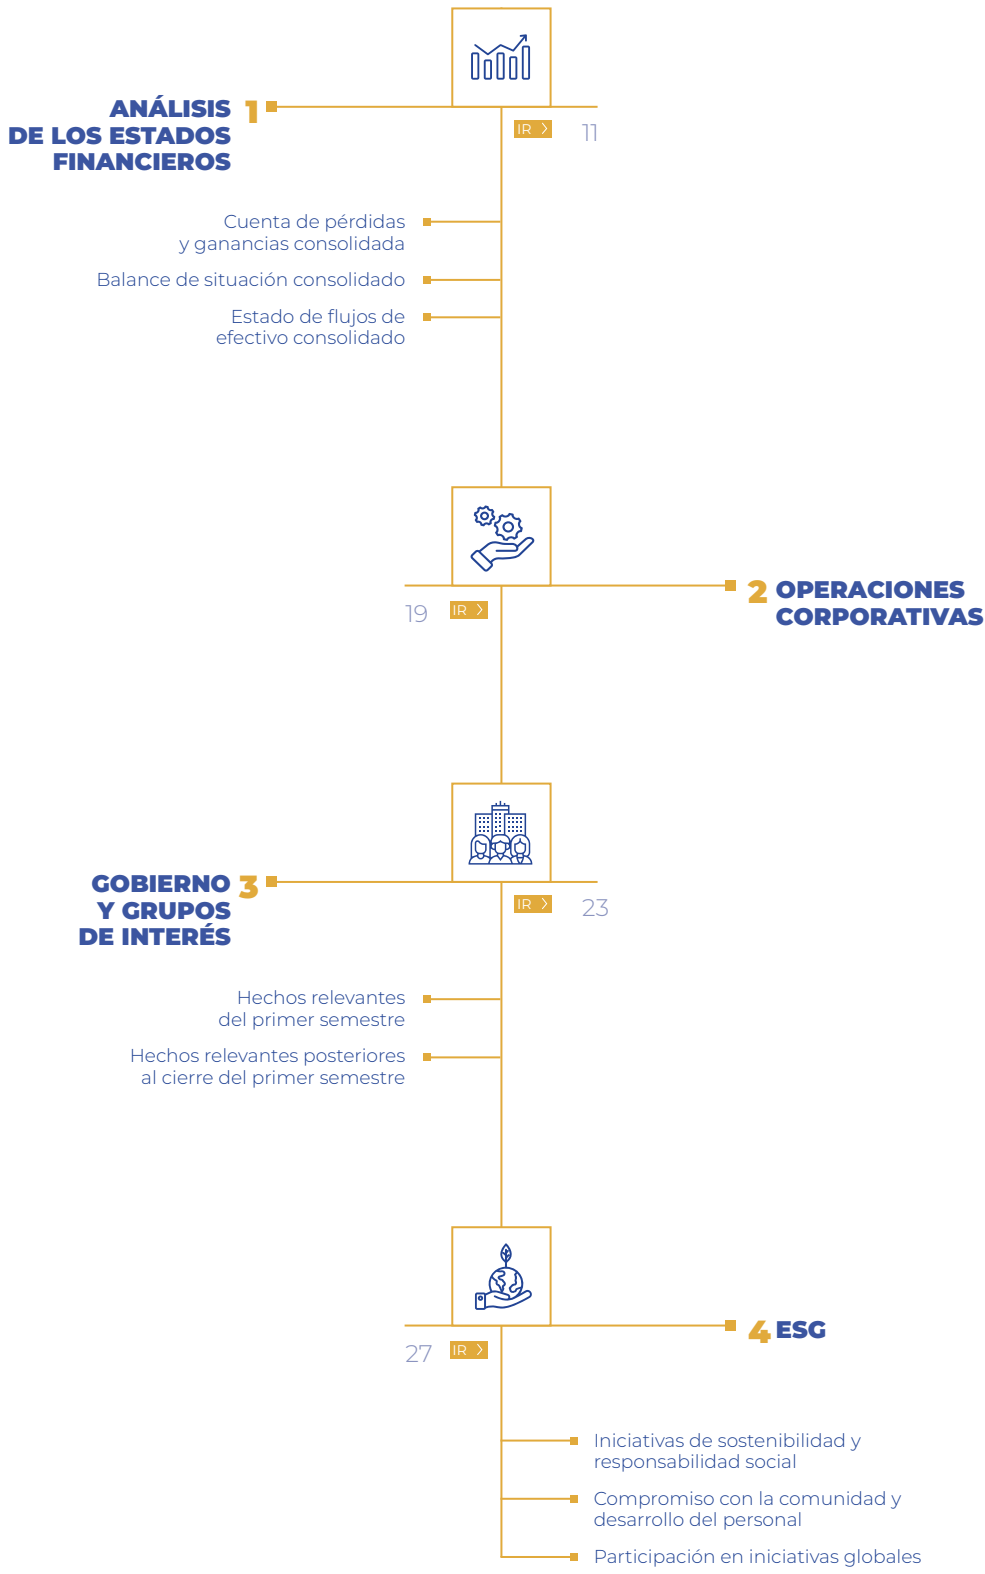 ANÁLISIS
DE LOS ESTADOS
FINANCIEROS
1
IR >
11
Cuenta de pérdidas
y ganancias consolidada
Balance de situación consolidado
Estado de flujos de
efectivo consolidado
19
IR >
2
OPERACIONES
CORPORATIVAS
GOBIERNO
Y GRUPOS
DE INTERÉS
3
IR >
23
Hechos relevantes
del primer semestre
Hechos relevantes posteriores
al cierre del primer semestre
27
IR >
4
ESG
Iniciativas de sostenibilidad y
responsabilidad social
Compromiso con la comunidad y
desarrollo del personal
Participación en iniciativas globales